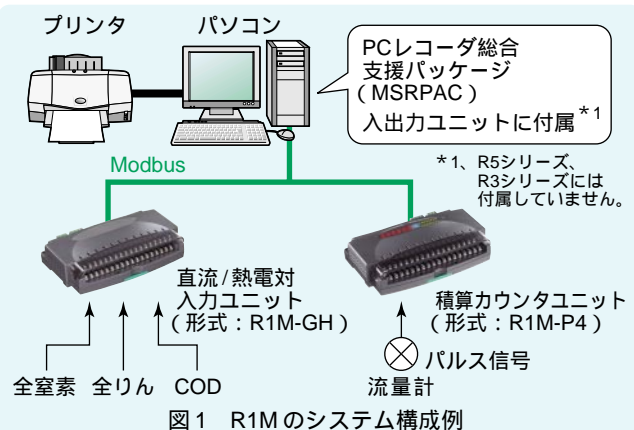 プリンタ
パソコン
PCレコーダ総合
支援パッケージ
（MSRPAC）
入出力ユニットに付属*1
*1、R5シリーズ、
R3シリーズには
付属していません。
Modbus
直流/熱電対
入力ユニット
（形式：R1M-GH）
積算カウンタユニット
（形式：R1M-P4）
パルス信号
全窒素 全りん COD
流量計
図1 R1Mのシステム構成例